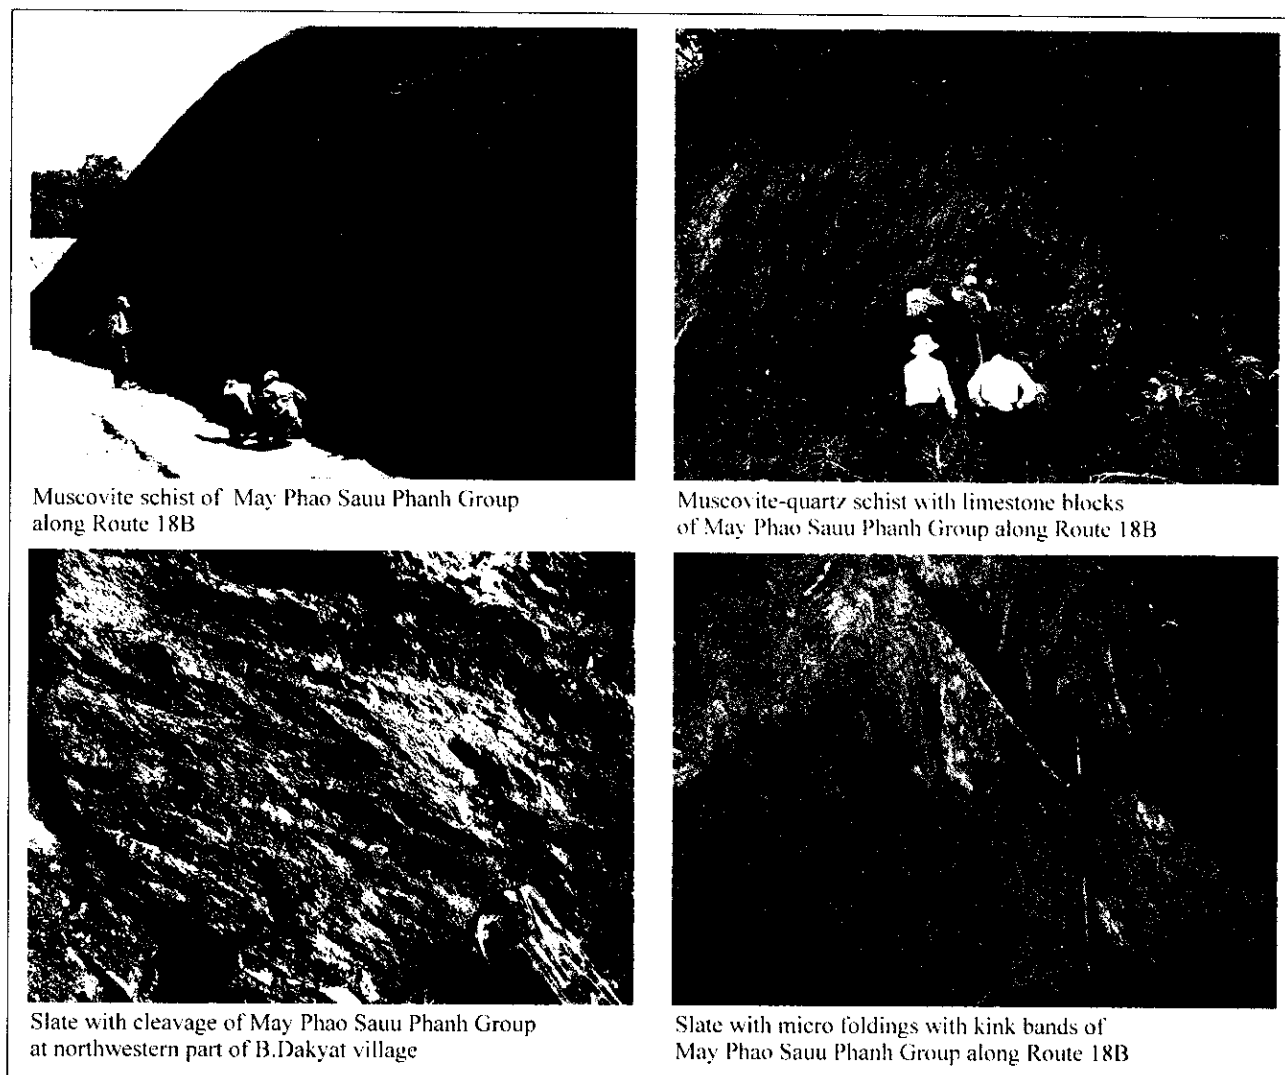 Muscovite schist of May Phao Sauu Phanh Group
along Route 18B
Muscovite-quartz schist with limestone blocks
of May Phao Sauu Phanh Group along Route 18B
Slate with cleavage of May Phao Sauu Phanh Group
at northwestern part of B.Dakyat village
Slate with micro foldings with kink bands of
May Phao Sauu Phanh Group along Route 18B